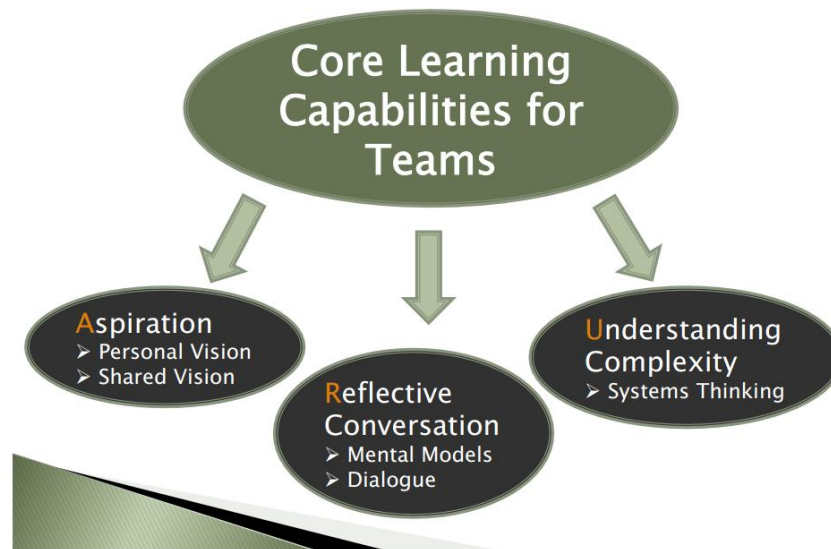 Core Learning
Capabilities for
Teams
Aspiration
➢ Personal Vision
➢ Shared Vision
Reflective
Conversation
➢ Mental Models
➢ Dialogue
Understanding
Complexity
➢ Systems Thinking